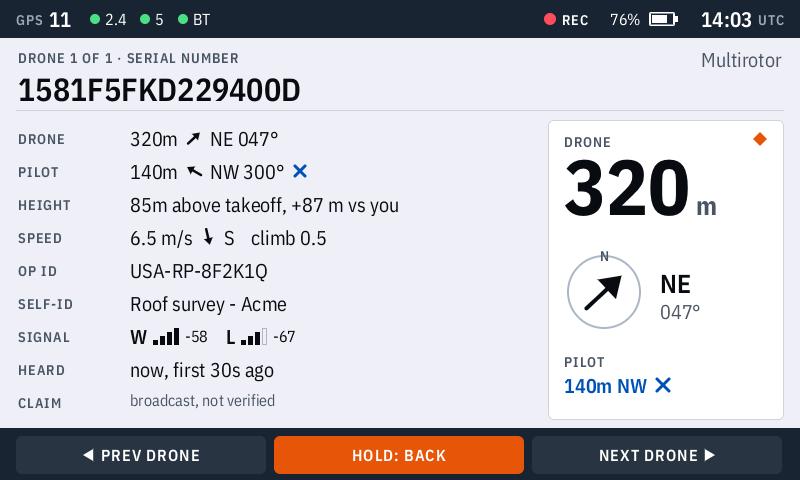 GPS 11 2.4 5 BT REC 76% 14:03 UTC
DRONE 1 OF 1 · SERIAL NUMBER
Multirotor
1581F5FKD229400D
DRONE 320m NE 047°
PILOT 140m NW 300°
HEIGHT 85m above takeoff, +87 m vs you
SPEED 6.5 m/s S climb 0.5
OP ID USA-RP-8F2K1Q
SELF-ID Roof survey - Acme
SIGNAL W -58 L -67
HEARD now, first 30s ago
CLAIM broadcast, not verified
DRONE
320 m
N
NE
047°
PILOT
140m NW
PREV DRONE HOLD: BACK NEXT DRONE